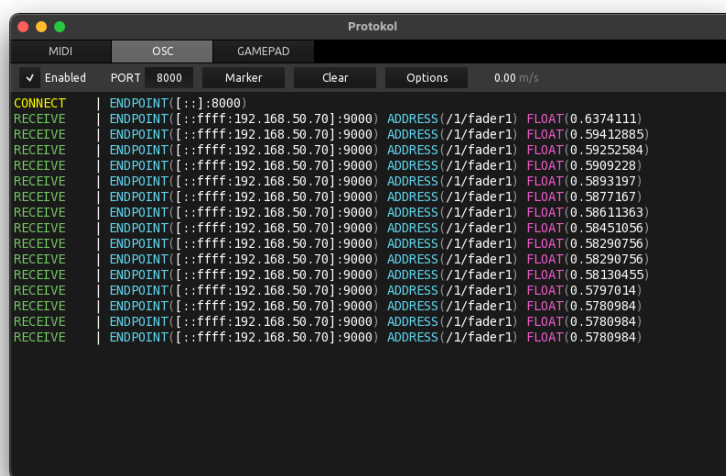 Protokol
MIDI OSC GAMEPAD
Enabled PORT 8000 Marker Clear Options 0.00 m/s
CONNECT | ENDPOINT([::]:8000)
RECEIVE | ENDPOINT([::ffff:192.168.50.70]:9000) ADDRESS(/1/fader1) FLOAT(0.6374111)
RECEIVE | ENDPOINT([::ffff:192.168.50.70]:9000) ADDRESS(/1/fader1) FLOAT(0.59412885)
RECEIVE | ENDPOINT([::ffff:192.168.50.70]:9000) ADDRESS(/1/fader1) FLOAT(0.59252584)
RECEIVE | ENDPOINT([::ffff:192.168.50.70]:9000) ADDRESS(/1/fader1) FLOAT(0.5909228)
RECEIVE | ENDPOINT([::ffff:192.168.50.70]:9000) ADDRESS(/1/fader1) FLOAT(0.5893197)
RECEIVE | ENDPOINT([::ffff:192.168.50.70]:9000) ADDRESS(/1/fader1) FLOAT(0.5877167)
RECEIVE | ENDPOINT([::ffff:192.168.50.70]:9000) ADDRESS(/1/fader1) FLOAT(0.58611363)
RECEIVE | ENDPOINT([::ffff:192.168.50.70]:9000) ADDRESS(/1/fader1) FLOAT(0.58451056)
RECEIVE | ENDPOINT([::ffff:192.168.50.70]:9000) ADDRESS(/1/fader1) FLOAT(0.58290756)
RECEIVE | ENDPOINT([::ffff:192.168.50.70]:9000) ADDRESS(/1/fader1) FLOAT(0.58290756)
RECEIVE | ENDPOINT([::ffff:192.168.50.70]:9000) ADDRESS(/1/fader1) FLOAT(0.58130455)
RECEIVE | ENDPOINT([::ffff:192.168.50.70]:9000) ADDRESS(/1/fader1) FLOAT(0.5797014)
RECEIVE | ENDPOINT([::ffff:192.168.50.70]:9000) ADDRESS(/1/fader1) FLOAT(0.5780984)
RECEIVE | ENDPOINT([::ffff:192.168.50.70]:9000) ADDRESS(/1/fader1) FLOAT(0.5780984)
RECEIVE | ENDPOINT([::ffff:192.168.50.70]:9000) ADDRESS(/1/fader1) FLOAT(0.5780984)